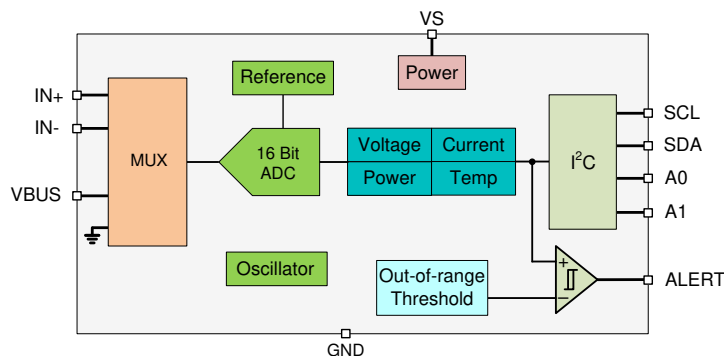 VS
Reference
Power
IN+
IN-
VBUS
MUX
16 Bit
ADC
Voltage
Current
Power
Temp
I²C
SCL
SDA
A0
A1
Oscillator
Out-of-range
Threshold
+
−
ALERT
GND